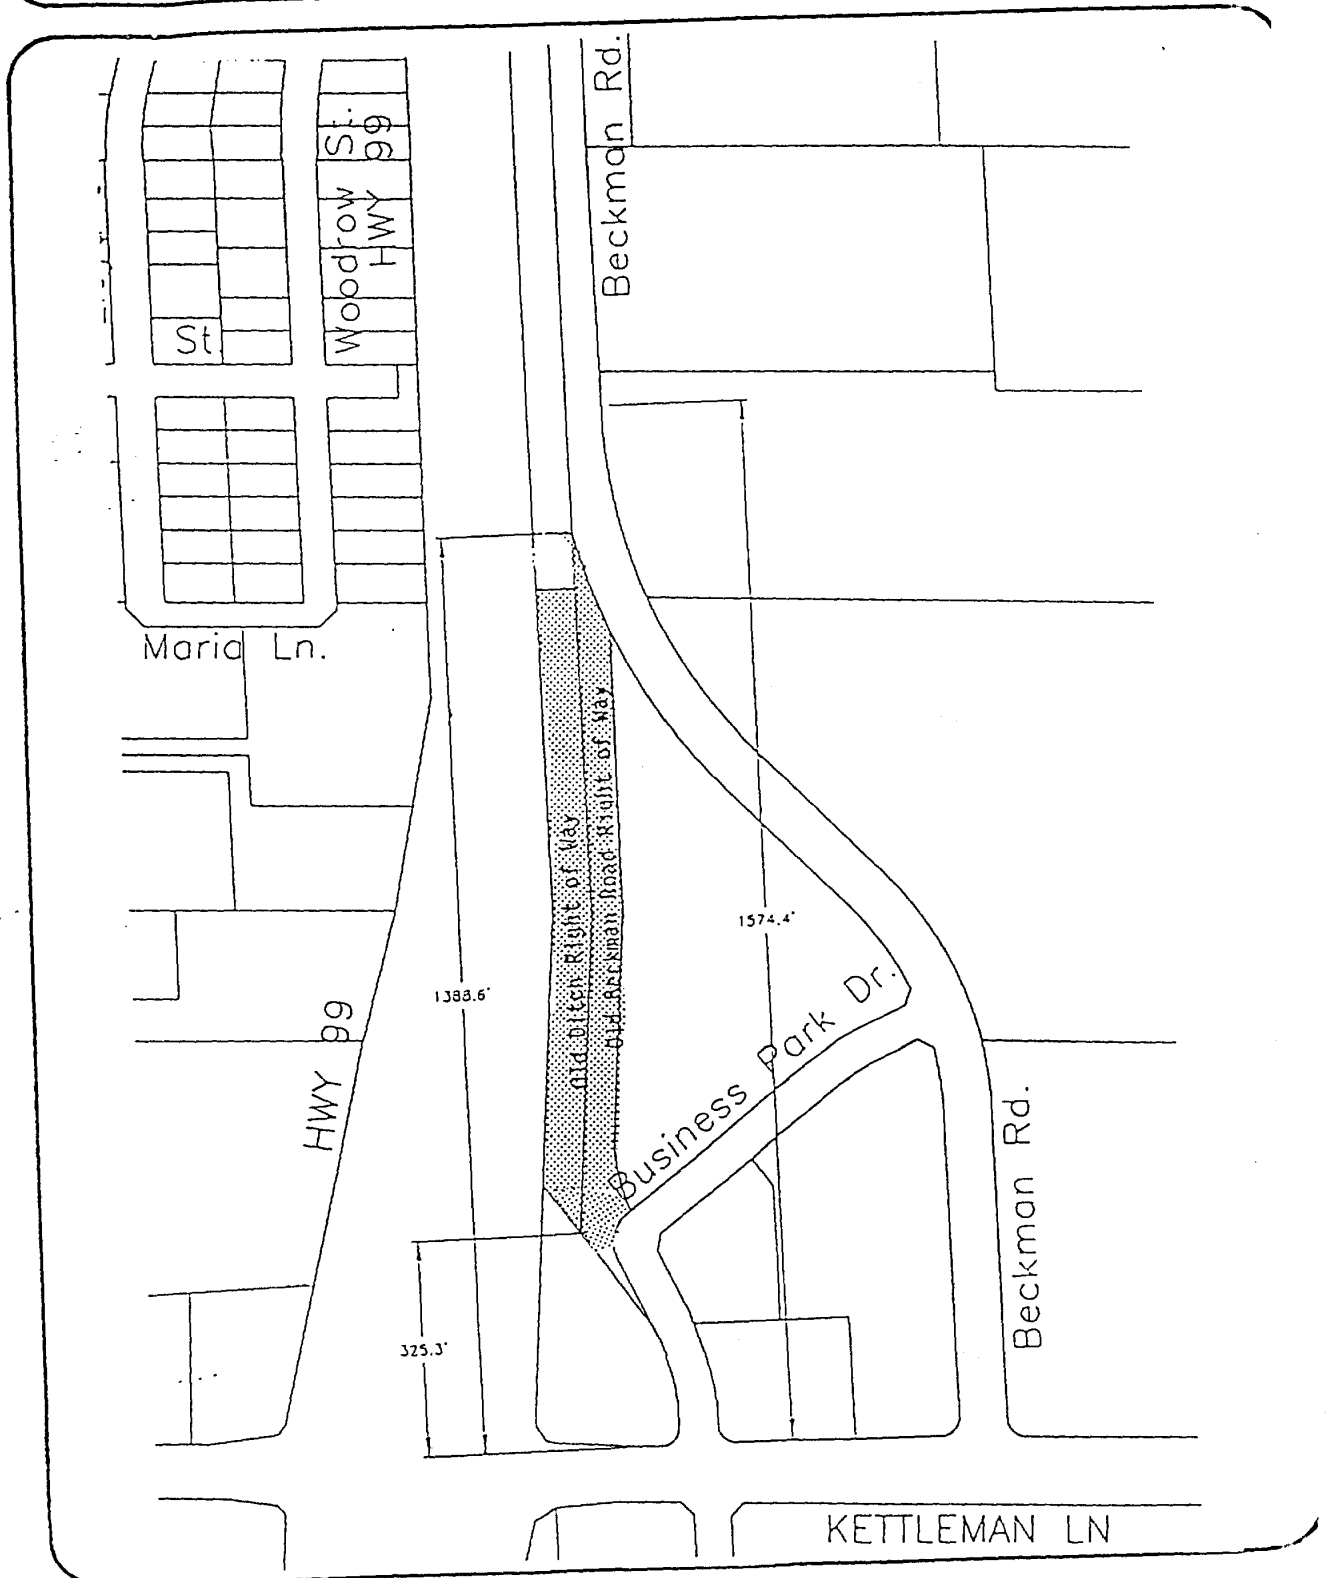 Beckman Rd.
Woodrow St.
HWY 99
St
Maria Ln.
Old Ditch Right of Way
Old Beckman Road Right of Way
1574.4'
1388.6'
Business Park Dr.
HWY 99
Beckman Rd.
325.3'
KETTLEMAN LN